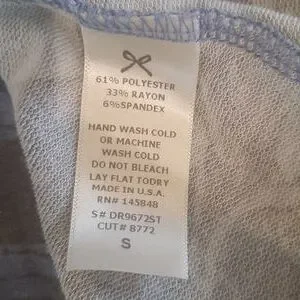 61% POLYESTER
33% RAYON
6%SPANDEX
HAND WASH COLD
OR MACHINE
WASH COLD
DO NOT BLEACH
LAY FLAT TODRY
MADE IN U.S.A.
RN# 145848
S# DR9672ST
CUT# 8772
S